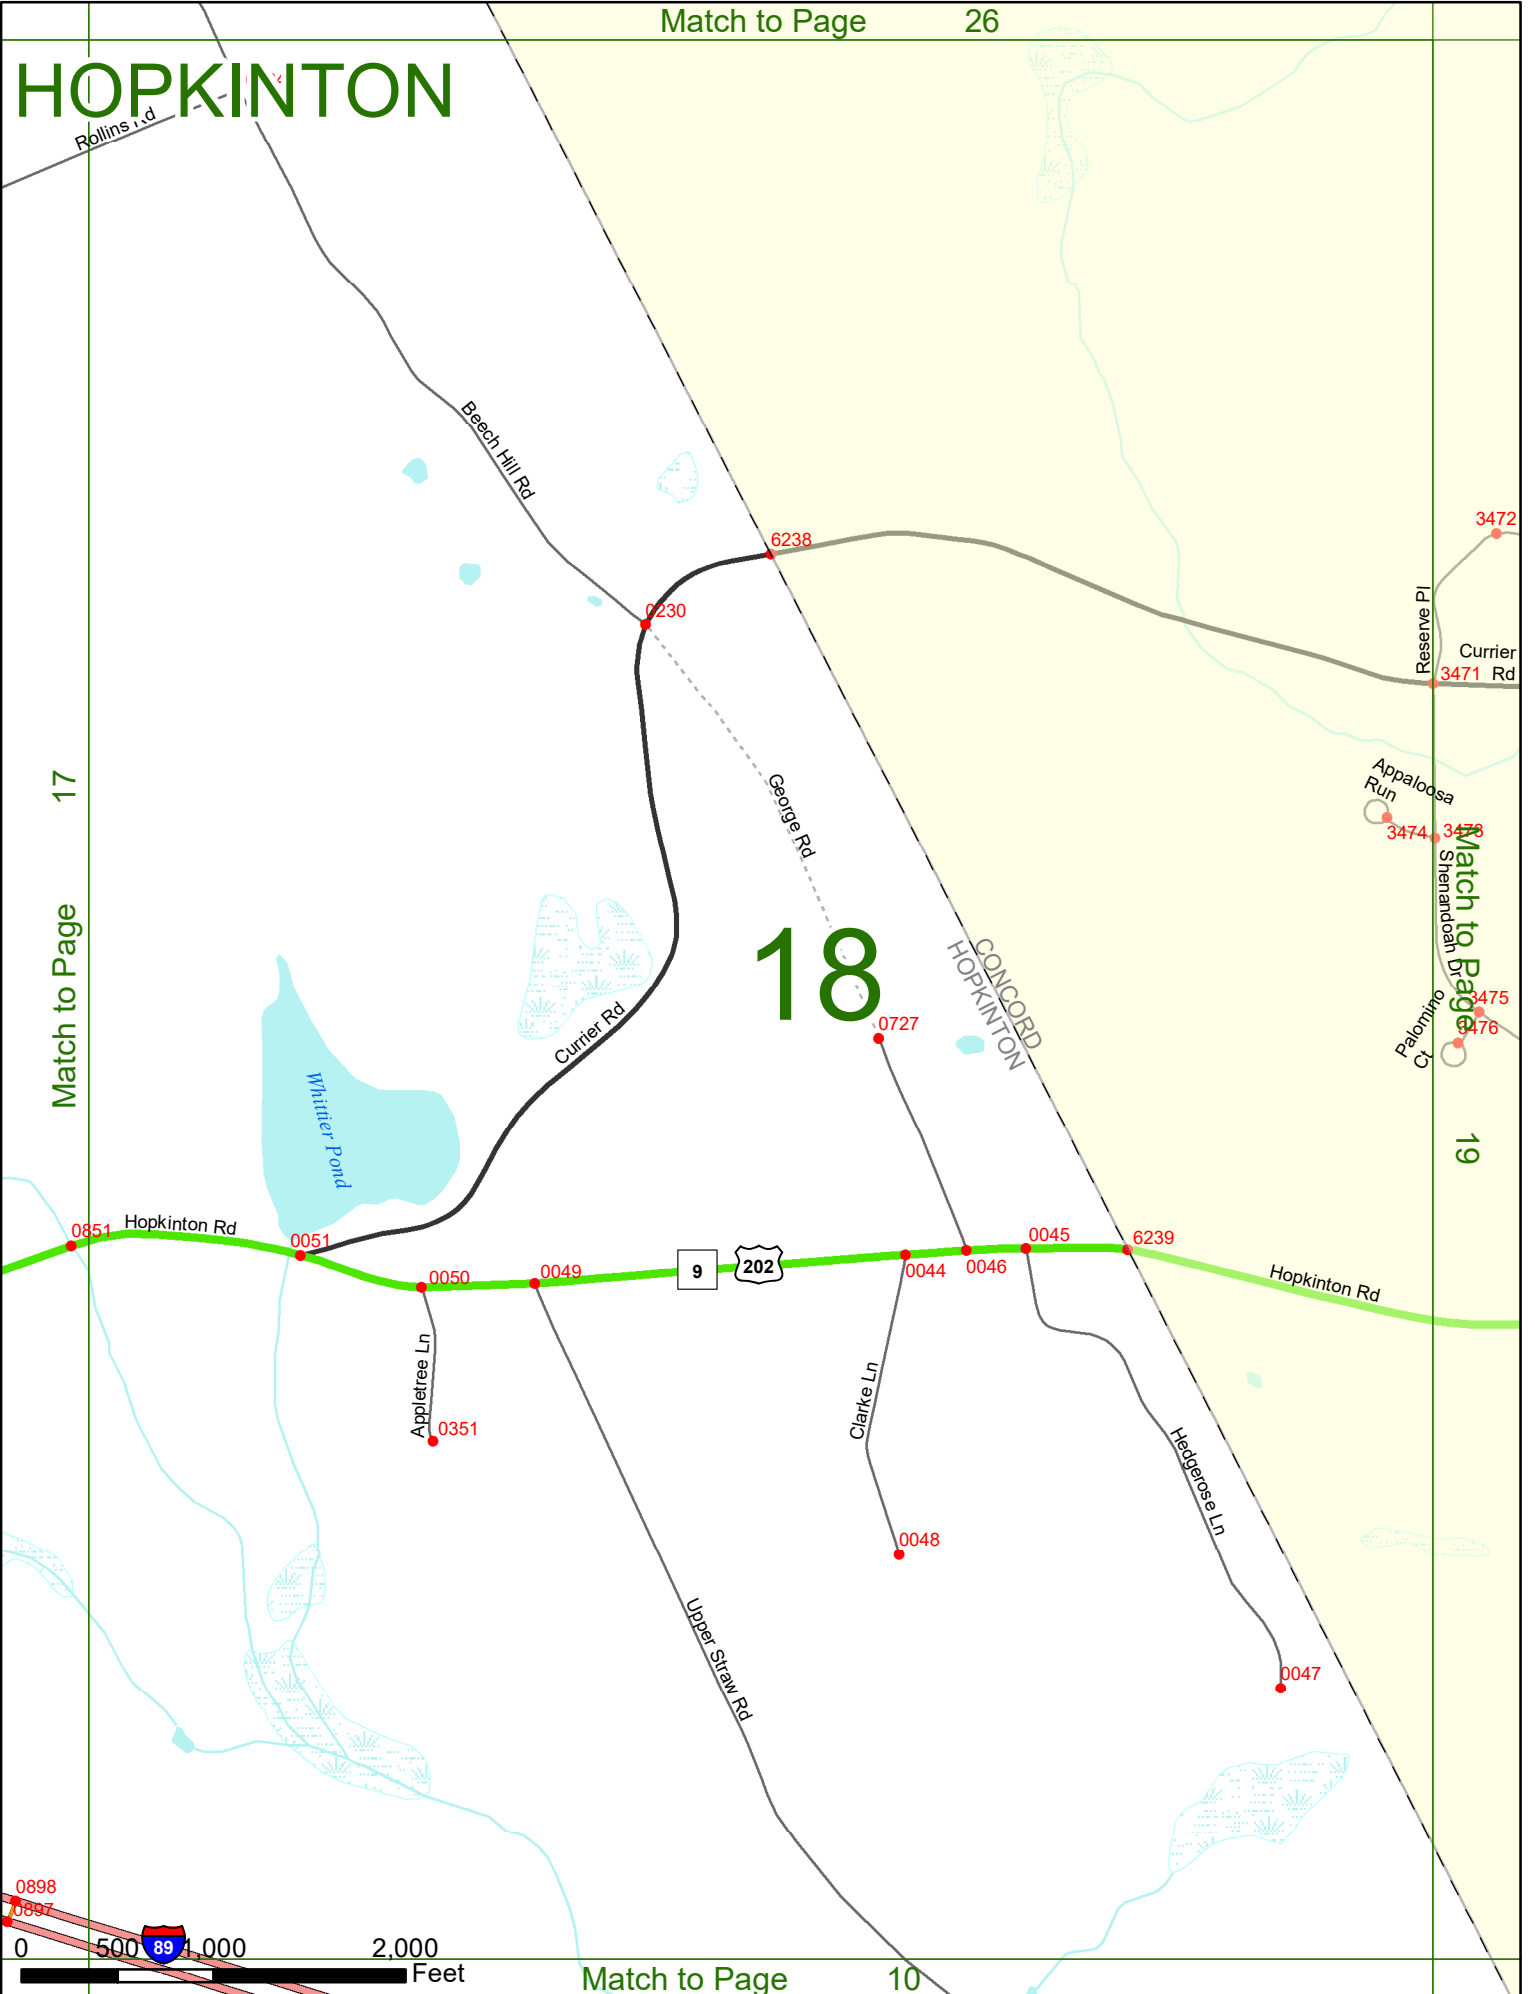 Match to Page 26
HOPKINTON
Rollins Rd
Beech Hill Rd
6238
3472
0230
Reserve Pl
Currier
Rd
3471
George Rd
Appaloosa
Run
3474
3473
Shenandoah Dr
Match to Page 17
Match to Page 19
18
CONCORD
HOPKINTON
Currier Rd
0727
3475
3476
Palomino
Ct
Whittier Pond
0851
Hopkinton Rd
0051
0050
0049
9
202
0044
0046
0045
6239
Hopkinton Rd
Appletree Ln
0351
Clarke Ln
0048
Hedgerose Ln
Upper Straw Rd
0047
0898
0897
0 500 1,000 2,000
89
Feet
Match to Page 10